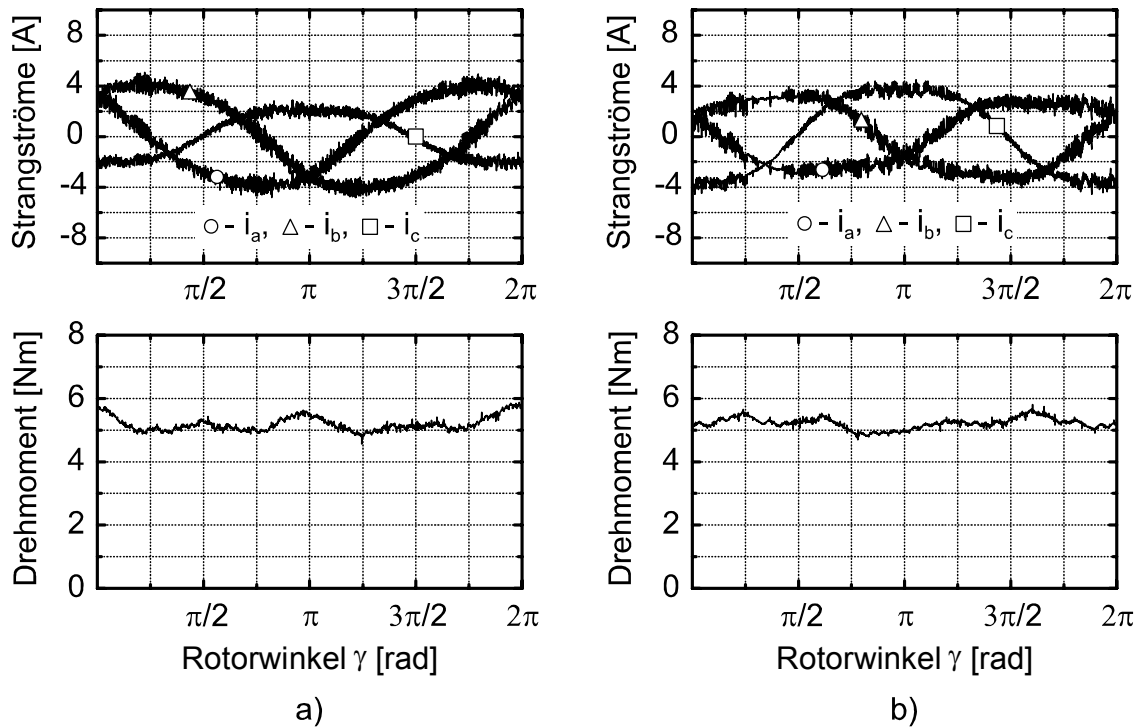 Strangströme [A]
8
4
0
-4
-8
○ - i_a, △ - i_b, □ - i_c
π/2 π 3π/2 2π
Drehmoment [Nm]
8
6
4
2
0
π/2 π 3π/2 2π
Rotorwinkel γ [rad]
a)
Strangströme [A]
8
4
0
-4
-8
○ - i_a, △ - i_b, □ - i_c
π/2 π 3π/2 2π
Drehmoment [Nm]
8
6
4
2
0
π/2 π 3π/2 2π
Rotorwinkel γ [rad]
b)